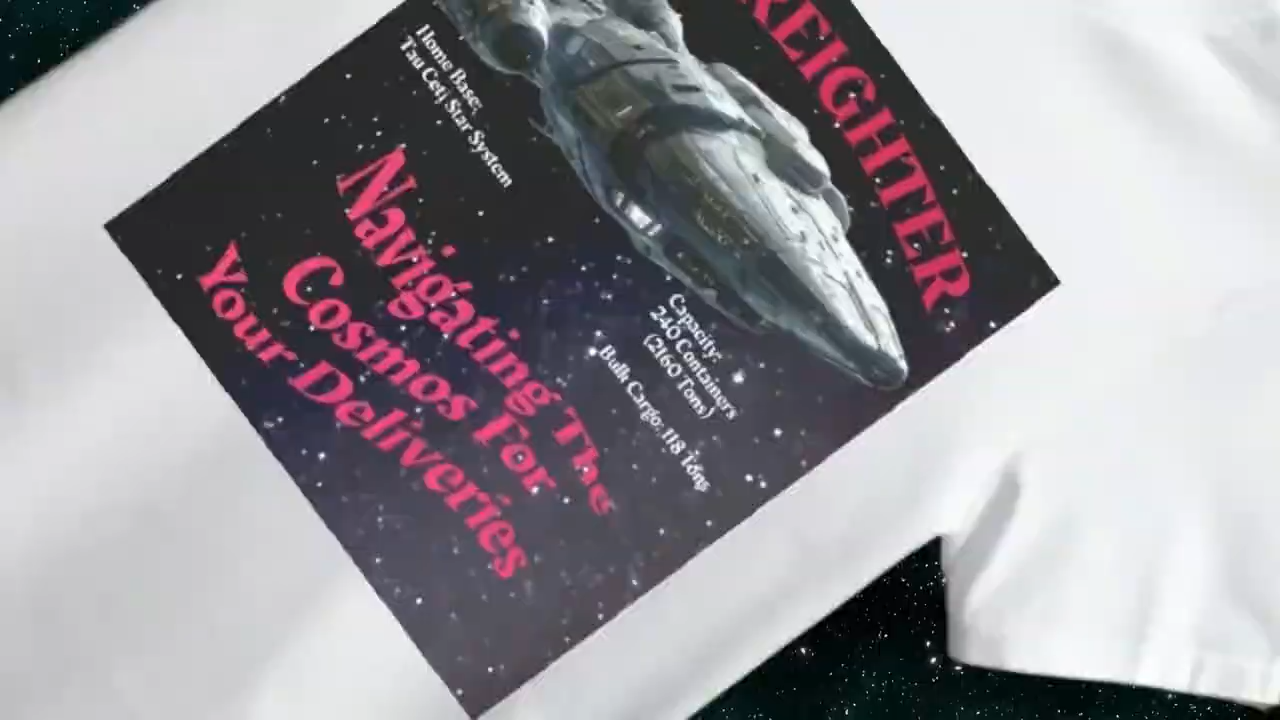 REIGHTER
Home Base:
Tau Ceti Star System
Capacity:
240 Containers
(2160 Tons)
Bulk Cargo: 118 Tons
Navigating The
Cosmos For
Your Deliveries